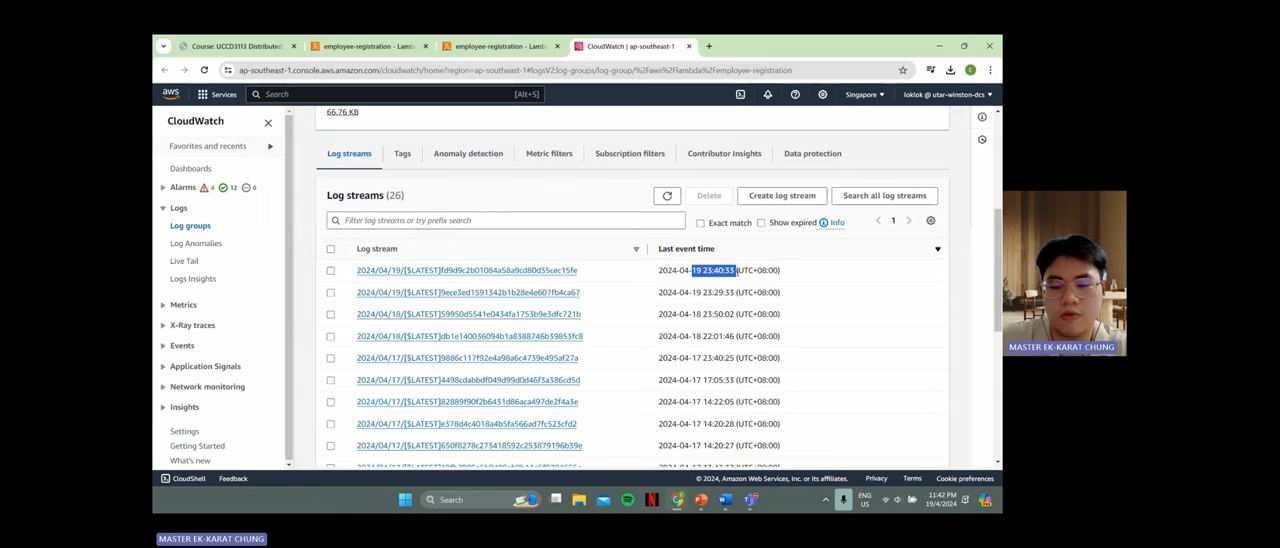 Course: UCCD3113 Distributed
employee-registration - Lamb
employee-registration - Lamb
CloudWatch | ap-southeast-1
ap-southeast-1.console.aws.amazon.com/cloudwatch/home?region=ap-southeast-1#logsV2:log-groups/log-group/%2Faws%2Flambda%2Femployee-registration
aws
Services
Search
[Alt+S]
Singapore
loklok @ utar-winston-dcs
CloudWatch
Favorites and recents
Dashboards
Alarms 4 12 0
Logs
Log groups
Log Anomalies
Live Tail
Logs Insights
Metrics
X-Ray traces
Events
Application Signals
Network monitoring
Insights
Settings
Getting Started
What's new
66.76 KB
Log streams
Tags
Anomaly detection
Metric filters
Subscription filters
Contributor Insights
Data protection
Log streams (26)
Delete
Create log stream
Search all log streams
Filter log streams or try prefix search
Exact match
Show expired
Info
1
Log stream
Last event time
2024/04/19/[$LATEST]fd9d9c2b01084a58a9cd80d35cec15fe
2024-04-19 23:40:33 (UTC+08:00)
2024/04/19/[$LATEST]9ece3ed1591342b1b28e4e607fb4ca67
2024-04-19 23:29:33 (UTC+08:00)
2024/04/18/[$LATEST]59950d5541e0434fa1753b9e3dfc721b
2024-04-18 23:50:02 (UTC+08:00)
2024/04/18/[$LATEST]db1e140036094b1a8388746b39853fc8
2024-04-18 22:01:46 (UTC+08:00)
2024/04/17/[$LATEST]9886c117f92e4a98a6c4739e495af27a
2024-04-17 23:40:25 (UTC+08:00)
2024/04/17/[$LATEST]4498cdabbdf049d99d0d46f3a386cd5d
2024-04-17 17:05:33 (UTC+08:00)
2024/04/17/[$LATEST]82889f90f2b6431d86aca497def2f4a3e
2024-04-17 14:22:05 (UTC+08:00)
2024/04/17/[$LATEST]e378d4c4018a4b5fa566ad7fc523cfd2
2024-04-17 14:20:28 (UTC+08:00)
2024/04/17/[$LATEST]650f8278c273418592c253879196b39e
2024-04-17 14:20:27 (UTC+08:00)
CloudShell
Feedback
© 2024, Amazon Web Services, Inc. or its affiliates.
Privacy
Terms
Cookie preferences
Search
ENG
US
11:42 PM
19/4/2024
MASTER EK-KARAT CHUNG
MASTER EK-KARAT CHUNG